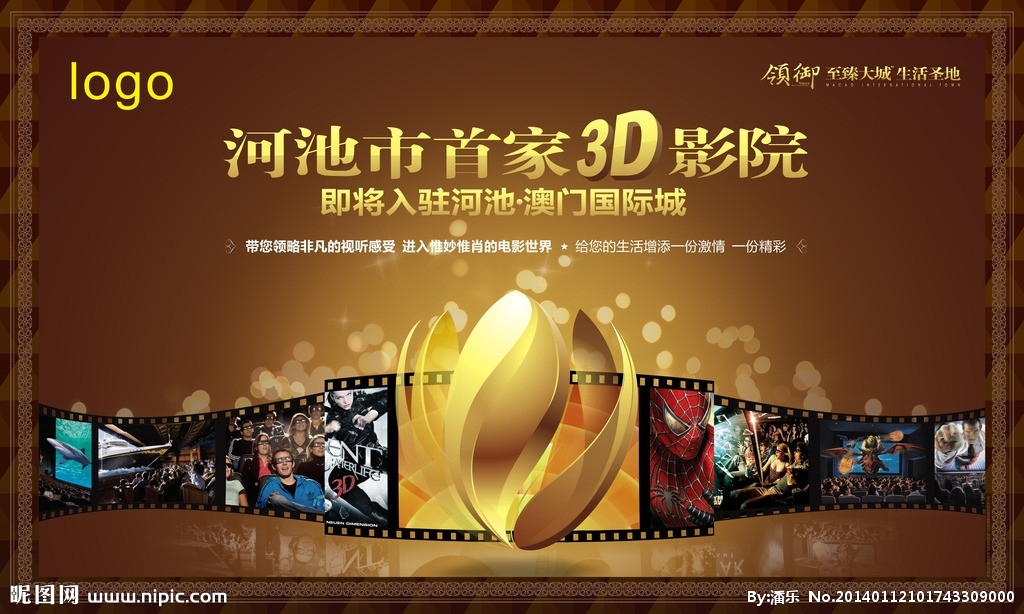 logo
领御 至臻大城 生活圣地
MACAO INTERNATIONAL TOWN
河池市首家3D影院
即将入驻河池·澳门国际城
带您领略非凡的视听感受 进入惟妙惟肖的电影世界 ★ 给您的生活增添一份激情 一份精彩
ENT
AFTERLIFE
3D
NEUEN DIMENSION
昵图网 www.nipic.com
By:潘乐 No.20140112101743309000